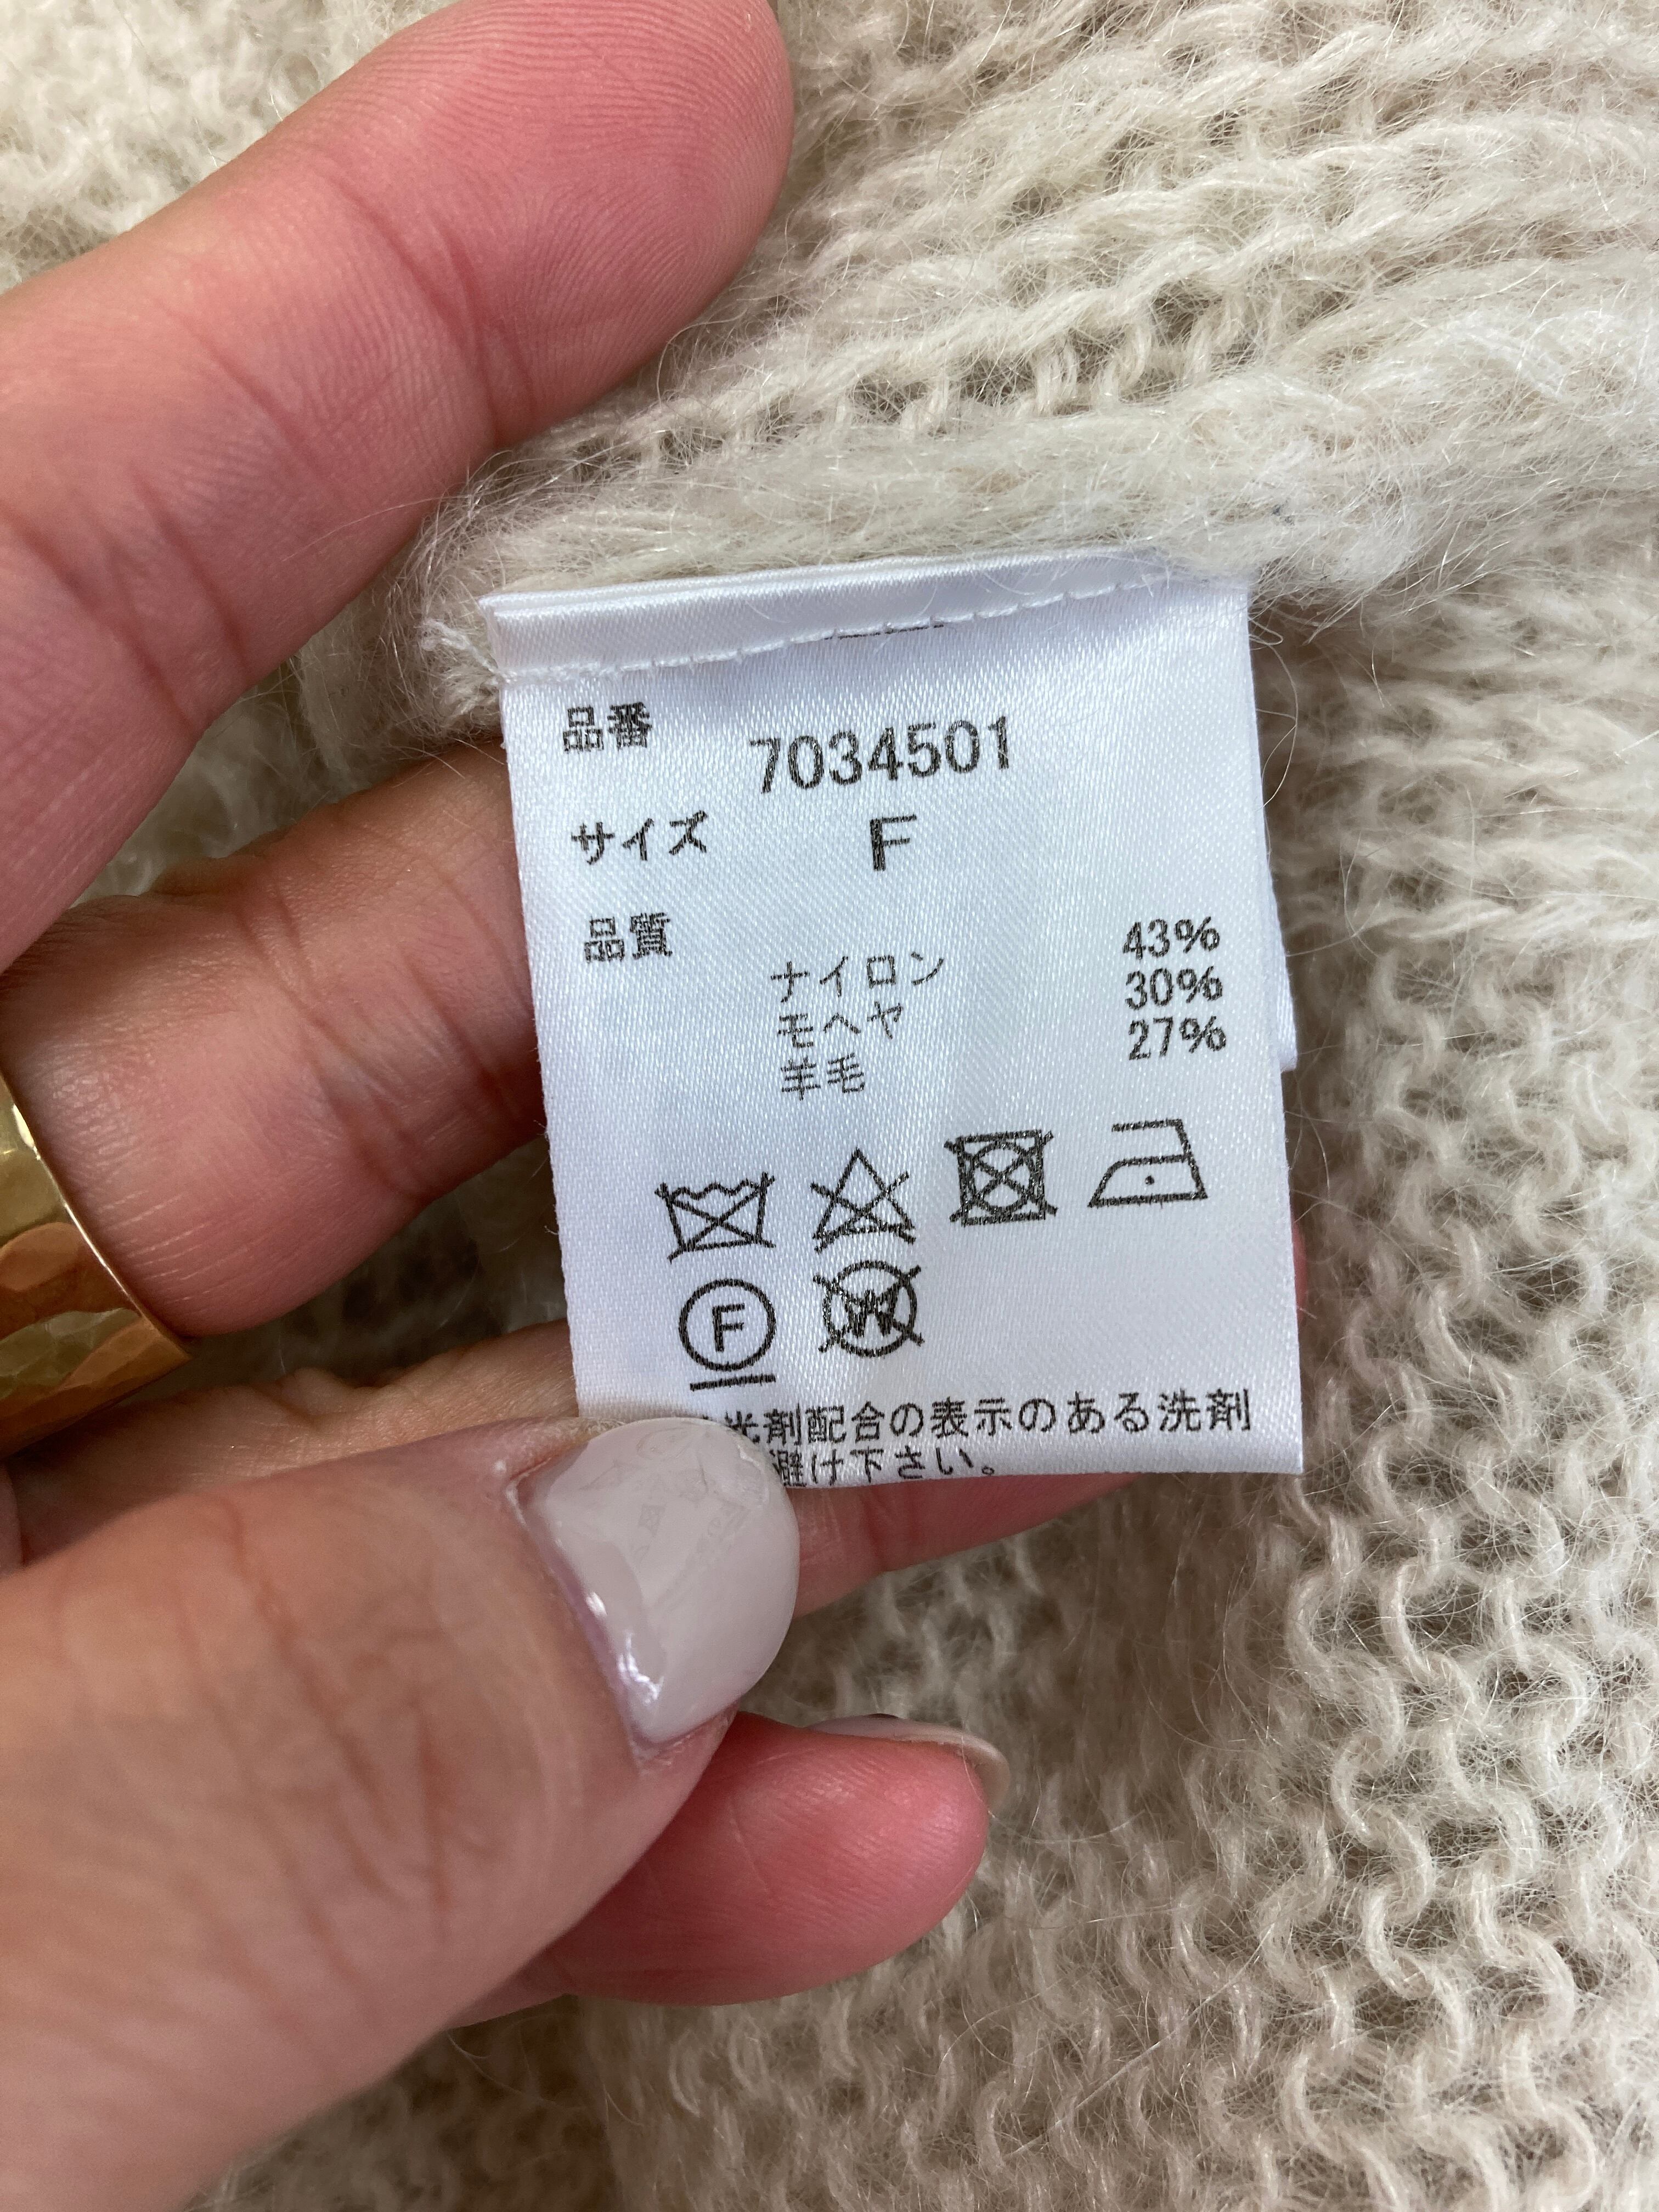 品番 7034501
サイズ F
品質
ナイロン 43%
モヘヤ 30%
羊毛 27%
F
W
光剤配合の表示のある洗剤
避け下さい。